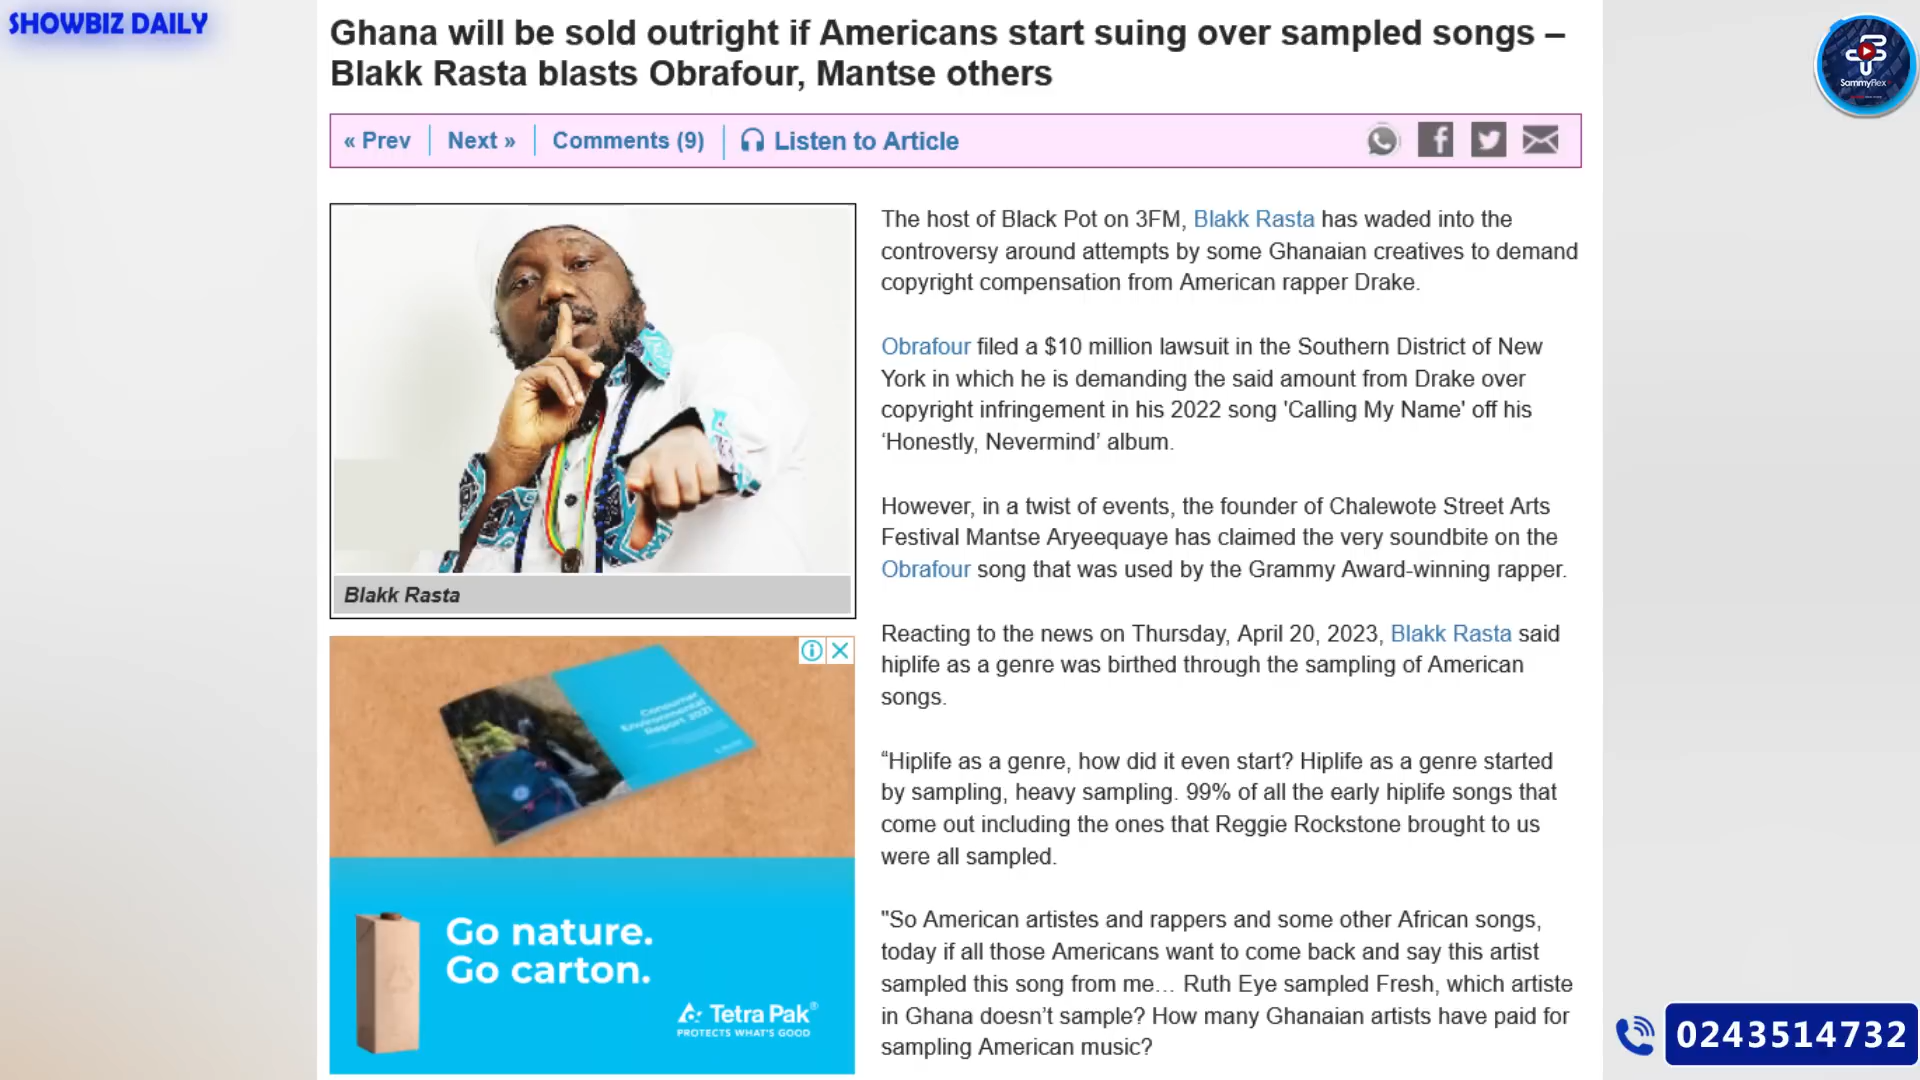 SHOWBIZ DAILY
Ghana will be sold outright if Americans start suing over sampled songs –
Blakk Rasta blasts Obrafour, Mantse others
SammyFlex
« Prev
Next »
Comments (9)
Listen to Article
The host of Black Pot on 3FM, Blakk Rasta has waded into the
controversy around attempts by some Ghanaian creatives to demand
copyright compensation from American rapper Drake.
Obrafour filed a $10 million lawsuit in the Southern District of New
York in which he is demanding the said amount from Drake over
copyright infringement in his 2022 song 'Calling My Name' off his
‘Honestly, Nevermind’ album.
However, in a twist of events, the founder of Chalewote Street Arts
Festival Mantse Aryeequaye has claimed the very soundbite on the
Obrafour song that was used by the Grammy Award-winning rapper.
Reacting to the news on Thursday, April 20, 2023, Blakk Rasta said
hiplife as a genre was birthed through the sampling of American
songs.
“Hiplife as a genre, how did it even start? Hiplife as a genre started
by sampling, heavy sampling. 99% of all the early hiplife songs that
come out including the ones that Reggie Rockstone brought to us
were all sampled.
"So American artistes and rappers and some other African songs,
today if all those Americans want to come back and say this artist
sampled this song from me… Ruth Eye sampled Fresh, which artiste
in Ghana doesn’t sample? How many Ghanaian artists have paid for
sampling American music?
Blakk Rasta
Consumer
Environmental
Report 2021
Go nature.
Go carton.
Tetra Pak®
PROTECTS WHAT'S GOOD
0243514732